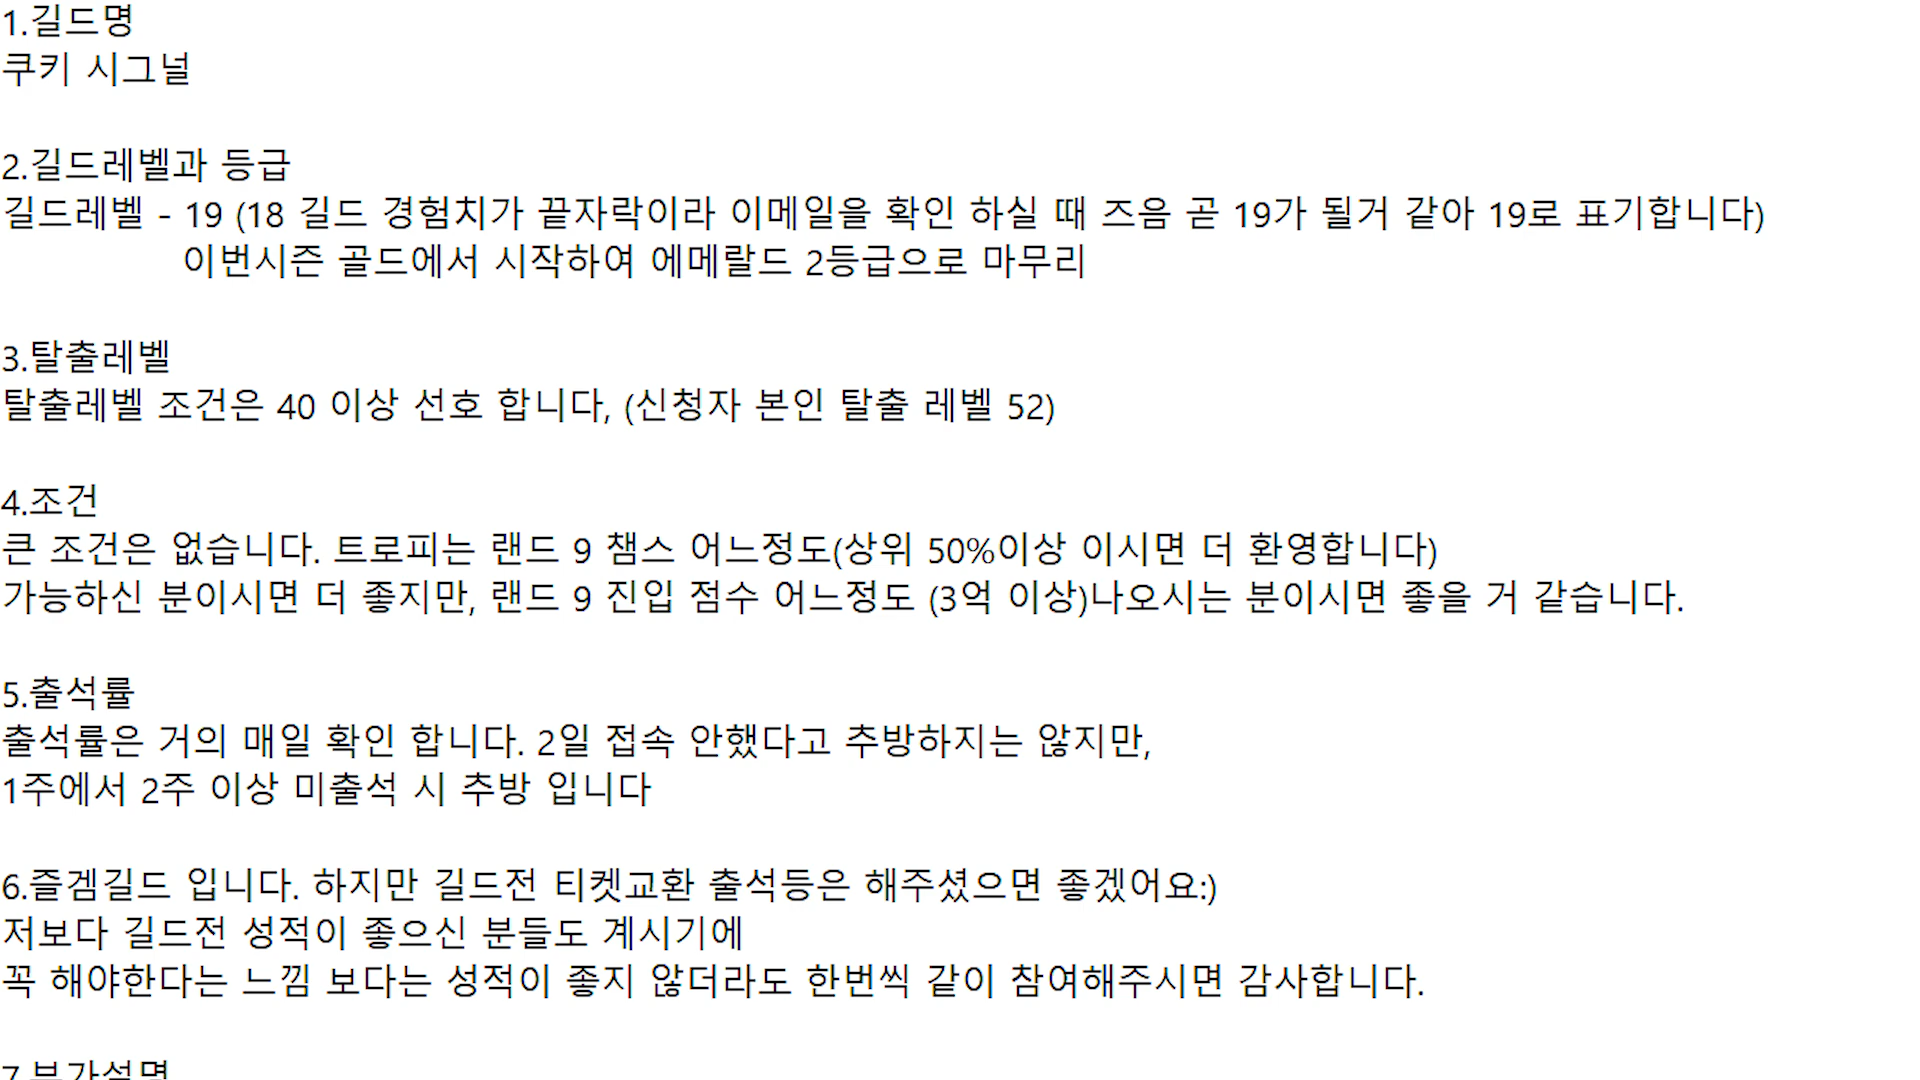 1.길드명
쿠키 시그널
2.길드레벨과 등급
길드레벨 - 19 (18 길드 경험치가 끝자락이라 이메일을 확인 하실 때 즈음 곧 19가 될거 같아 19로 표기합니다)
이번시즌 골드에서 시작하여 에메랄드 2등급으로 마무리
3.탈출레벨
탈출레벨 조건은 40 이상 선호 합니다, (신청자 본인 탈출 레벨 52)
4.조건
큰 조건은 없습니다. 트로피는 랜드 9 챔스 어느정도(상위 50%이상 이시면 더 환영합니다)
가능하신 분이시면 더 좋지만, 랜드 9 진입 점수 어느정도 (3억 이상)나오시는 분이시면 좋을 거 같습니다.
5.출석률
출석률은 거의 매일 확인 합니다. 2일 접속 안했다고 추방하지는 않지만,
1주에서 2주 이상 미출석 시 추방 입니다
6.즐겜길드 입니다. 하지만 길드전 티켓교환 출석등은 해주셨으면 좋겠어요:)
저보다 길드전 성적이 좋으신 분들도 계시기에
꼭 해야한다는 느낌 보다는 성적이 좋지 않더라도 한번씩 같이 참여해주시면 감사합니다.
7.부가설명